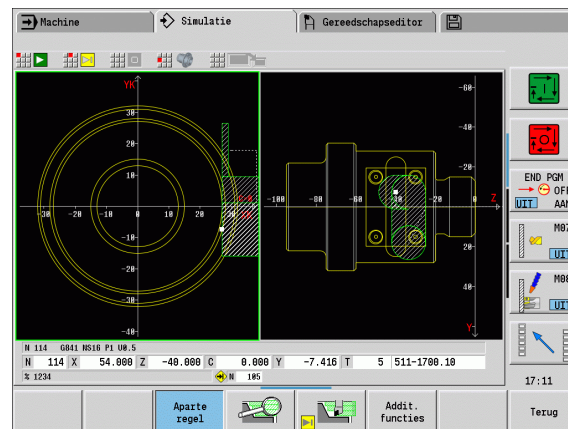 Machine
Simulatie
Gereedschapseditor
YK
30
20
10
-30 -20 -10 10 20 30
-10
-20
-30
-40
-60
-40
-20
-100 -80 -60 -40 -20 0
Z
20
40
Y
END PGM
UIT AAN
M07
M08
N 114 G841 NS16 P1 U0.5
N 114 X 54.000 Z -40.000 C 0.000 Y -7.416 T 5 511-1700.10
% 1234 N 105
17:11
Aparte regel
Addit. functies
Terug